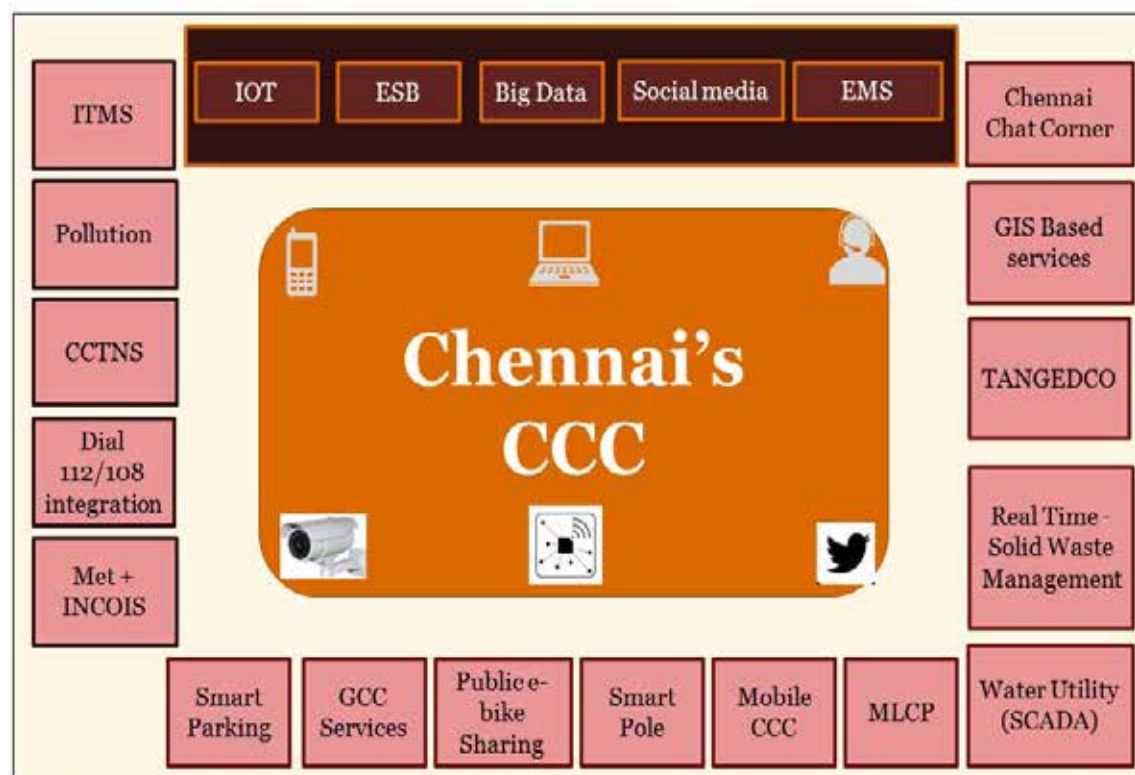 IOT
ESB
Big Data
Social media
EMS
ITMS
Pollution
CCTNS
Dial
112/108
integration
Met +
INCOIS
Chennai's
CCC
Chennai
Chat Corner
GIS Based
services
TANGEDCO
Real Time -
Solid Waste
Management
Water Utility
(SCADA)
Smart
Parking
GCC
Services
Public e-
bike
Sharing
Smart
Pole
Mobile
CCC
MLCP